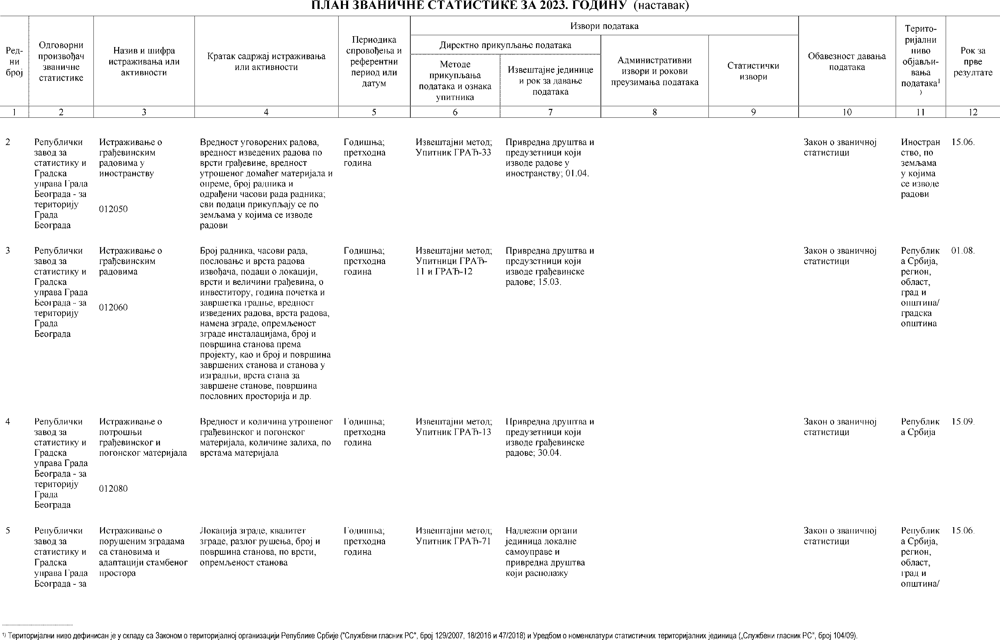 ПЛАН ЗВАНИЧНЕ СТАТИСТИКЕ ЗА 2023. ГОДИНУ (наставак)
Ред-
ни
број
Одговорни
произвођач
званичне
статистике
Назив и шифра
истраживања или
активности
Кратак садржај истраживања
или активности
Периодика
спровођења и
референтни
период или
датум
Извори података
Директно прикупљање података
Методе
прикупљања
података и ознака
упитника
Извештајне јединице
и рок за давање
података
Административни
извори и рокови
преузимања података
Статистички
извори
Обавезност давања
података
Терито-
ријални
ниво
објављи-
вања
података¹
)
Рок за
прве
резултате
1 2 3 4 5 6 7 8 9 10 11 12
2
Републички
завод за
статистику и
Градска
управа Града
Београда - за
територију
Града
Београда
Истраживање о
грађевинским
радовима у
иностранству
012050
Вредност уговорених радова,
вредност изведених радова по
врсти грађевине, вредност
утрошеног домаћег материјала и
опреме, број радника и
одрађени часови рада радника;
сви подаци прикупљају се по
земљама у којима се изводе
радови
Годишња;
претходна
година
Извештајни метод;
Упитник ГРАЂ-33
Привредна друштва и
предузетници који
изводе радове у
иностранству; 01.04.
Закон о званичној
статистици
Иностран
ство, по
земљама
у којима
се изводе
радови
15.06.
3
Републички
завод за
статистику и
Градска
управа Града
Београда - за
територију
Града
Београда
Истраживање о
грађевинским
радовима
012060
Број радника, часови рада,
пословање и врста радова
извођача, подаци о локацији,
врсти и величини грађевина, о
инвеститору, година почетка и
завршетка градње, вредност
изведених радова, врста радова,
намена зграде, опремљеност
зграде инсталацијама, број и
површина станова према
пројекту, као и број и површина
завршених станова и станова у
изградњи, врста стана за
завршене станове, површина
пословних просторија и др.
Годишња;
претходна
година
Извештајни метод;
Упитници ГРАЂ-
11 и ГРАЂ-12
Привредна друштва и
предузетници који
изводе грађевинске
радове; 15.03.
Закон о званичној
статистици
Републик
а Србија,
регион,
област,
град и
општина/
градска
општина
01.08.
4
Републички
завод за
статистику и
Градска
управа Града
Београда - за
територију
Града
Београда
Истраживање о
потрошњи
грађевинског и
погонског материјала
012080
Вредност и количина утрошеног
грађевинског и погонског
материјала, количине залиха, по
врстама материјала
Годишња;
претходна
година
Извештајни метод;
Упитник ГРАЂ-13
Привредна друштва и
предузетници који
изводе грађевинске
радове; 30.04.
Закон о званичној
статистици
Републик
а Србија
15.09.
5
Републички
завод за
статистику и
Градска
управа Града
Београда - за
Истраживање о
порушеним зградама
са становима и
адаптацији стамбеног
простора
Локација зграде, квалитет
зграде, разлог рушења, број и
површина станова, по врсти,
опремљеност станова
Годишња;
претходна
година
Извештајни метод;
Упитник ГРАЂ-71
Надлежни органи
јединица локалне
самоуправе и
привредна друштва
који располажу
Закон о званичној
статистици
Републик
а Србија,
регион,
област,
град и
општина/
15.06.
¹⁾ Територијални ниво дефинисан је у складу са Законом о територијалној организацији Републике Србије ("Службени гласник РС", број 129/2007, 18/2016 и 47/2018) и Уредбом о номенклатури статистичких територијалних јединица („Службени гласник РС", број 104/09).